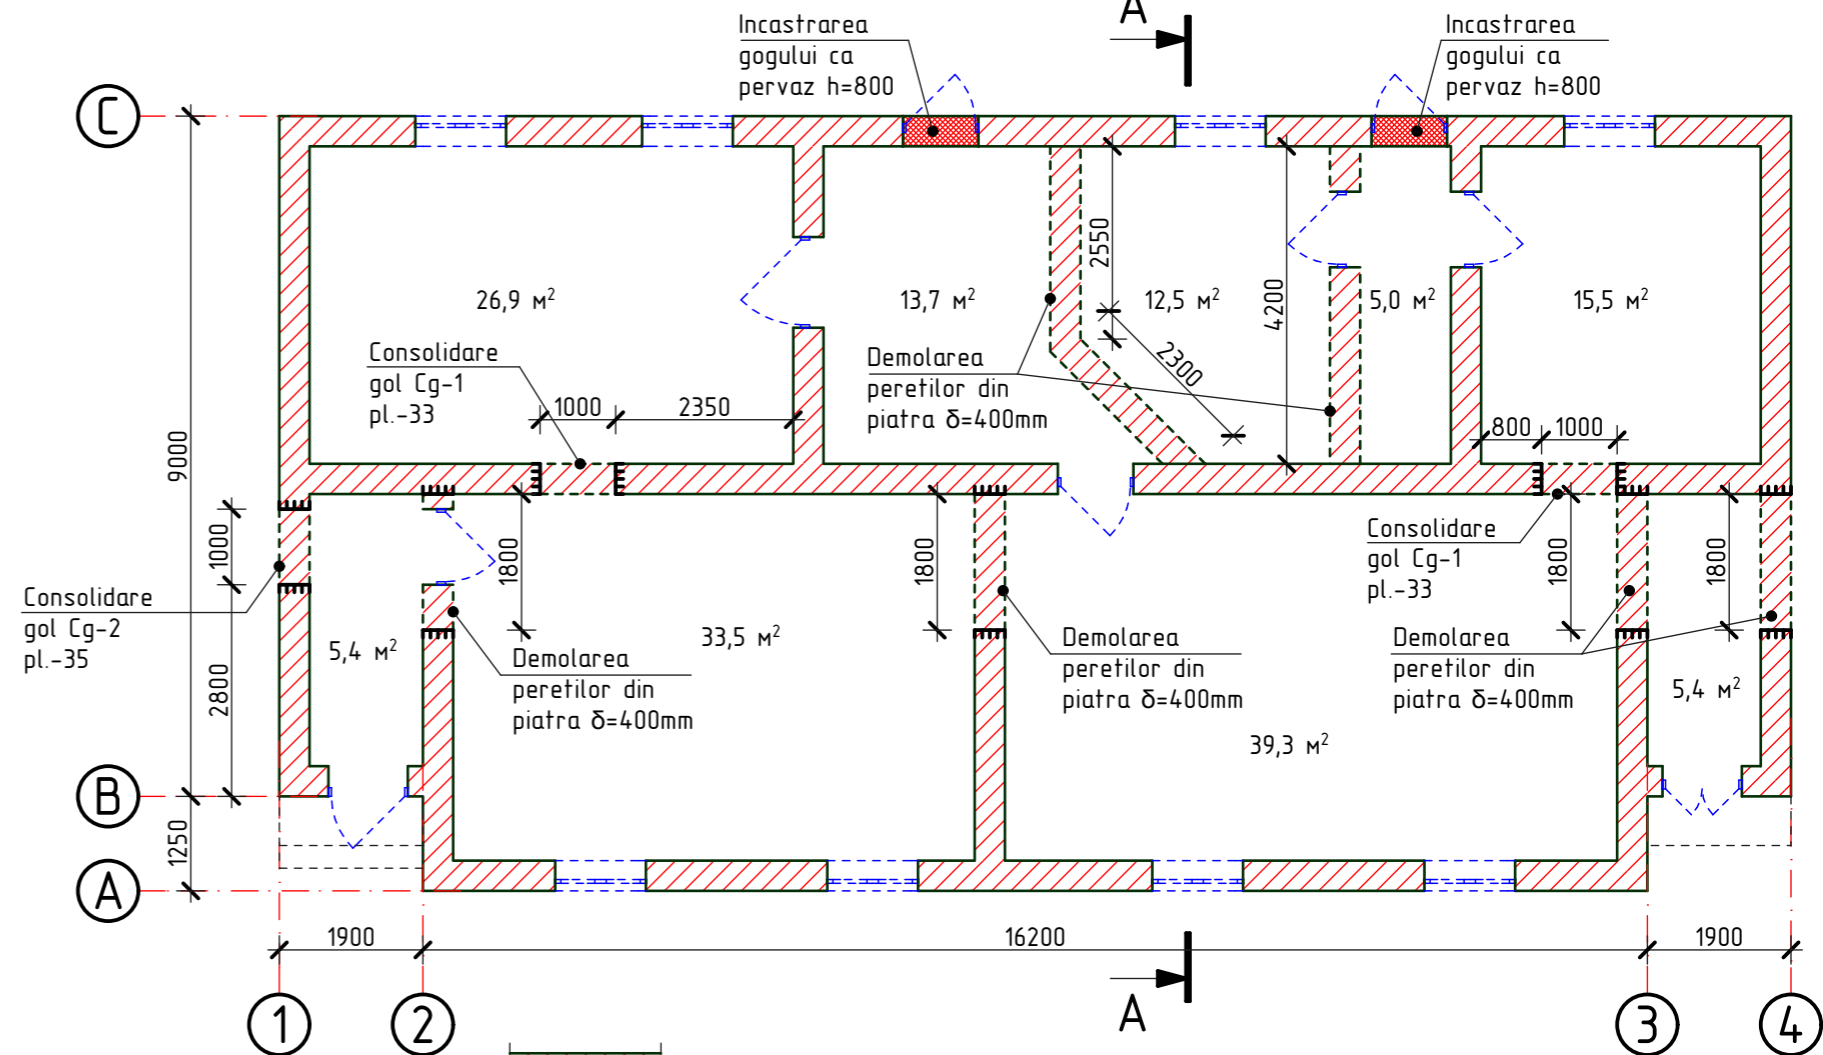 A
Incastrarea
gogului ca
pervaz h=800
Incastrarea
gogului ca
pervaz h=800
C
2550
4200
26,9 м²
13,7 м²
12,5 м²
5,0 м²
15,5 м²
Consolidare
gol Cg-1
pl.-33
Demolarea
peretilor din
piatra δ=400mm
2300
1000
2350
800
1000
9000
1000
1800
1800
1800
1800
Consolidare
gol Cg-1
pl.-33
Consolidare
gol Cg-2
pl.-35
5,4 м²
33,5 м²
2800
Demolarea
peretilor din
piatra δ=400mm
Demolarea
peretilor din
piatra δ=400mm
Demolarea
peretilor din
piatra δ=400mm
5,4 м²
39,3 м²
B
1250
A
1900
16200
1900
A
1
2
3
4